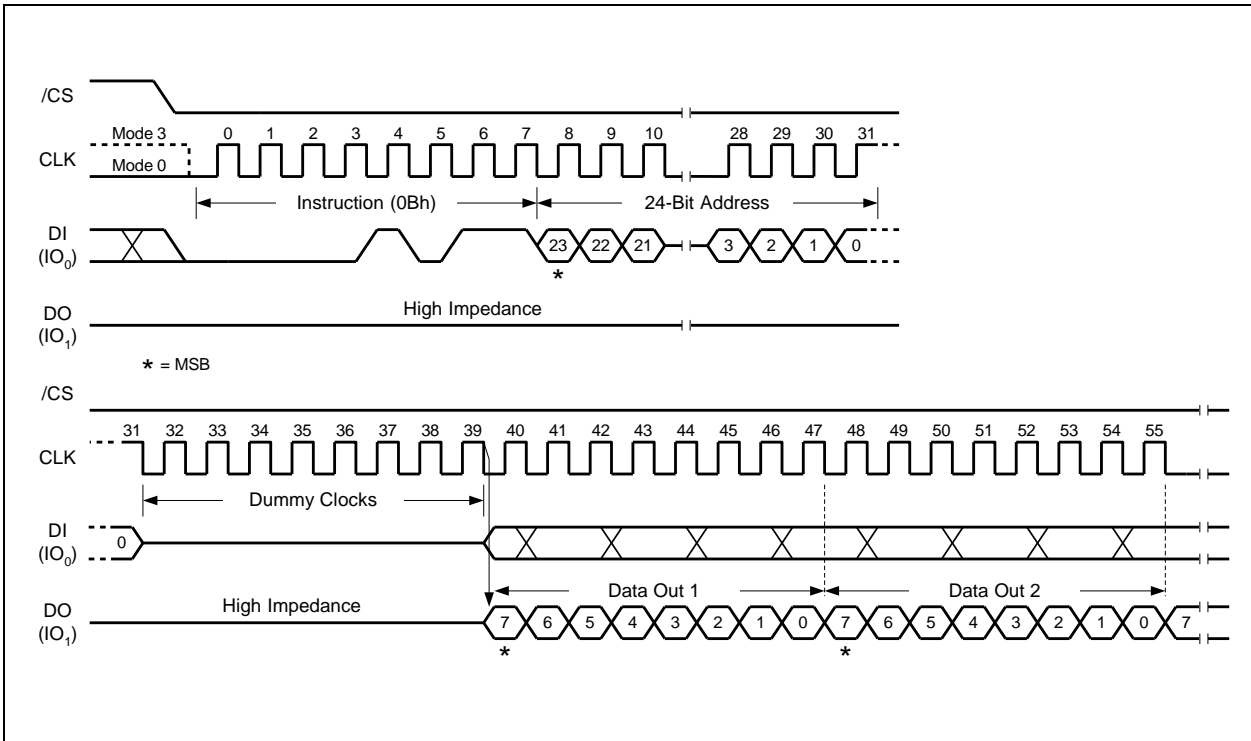 /CS
Mode 3 0 1 2 3 4 5 6 7 8 9 10 28 29 30 31
CLK
Mode 0
Instruction (0Bh) 24-Bit Address
DI
(IO₀)
23 22 21 3 2 1 0
*
High Impedance
DO
(IO₁)
* = MSB
/CS
31 32 33 34 35 36 37 38 39 40 41 42 43 44 45 46 47 48 49 50 51 52 53 54 55
CLK
Dummy Clocks
DI
(IO₀)
0
Data Out 1 Data Out 2
High Impedance
DO
(IO₁)
7 6 5 4 3 2 1 0 7 6 5 4 3 2 1 0 7
* *